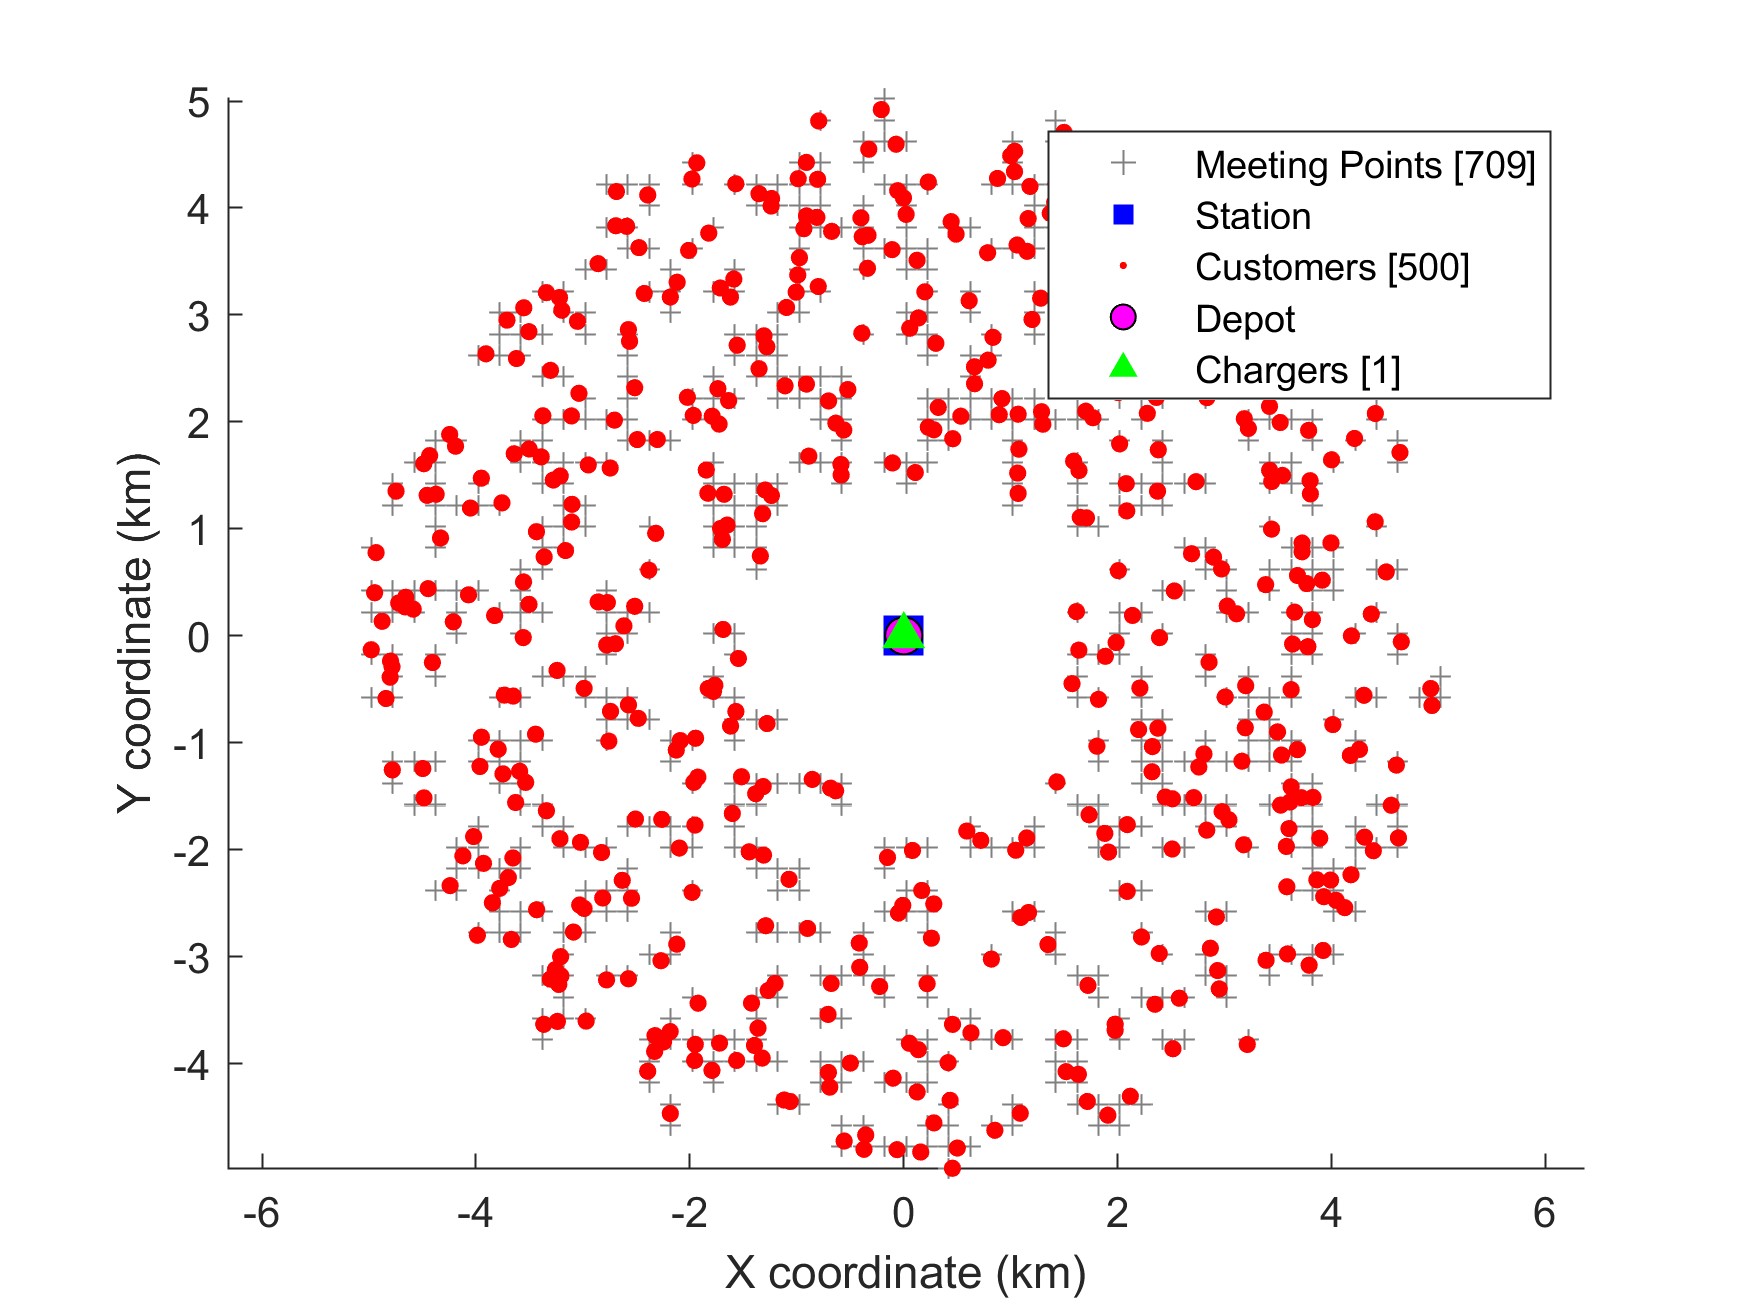 5
4
3
2
1
0
-1
-2
-3
-4
Y coordinate (km)
Meeting Points [709]
Station
Customers [500]
Depot
Chargers [1]
-6
-4
-2
0
2
4
6
X coordinate (km)